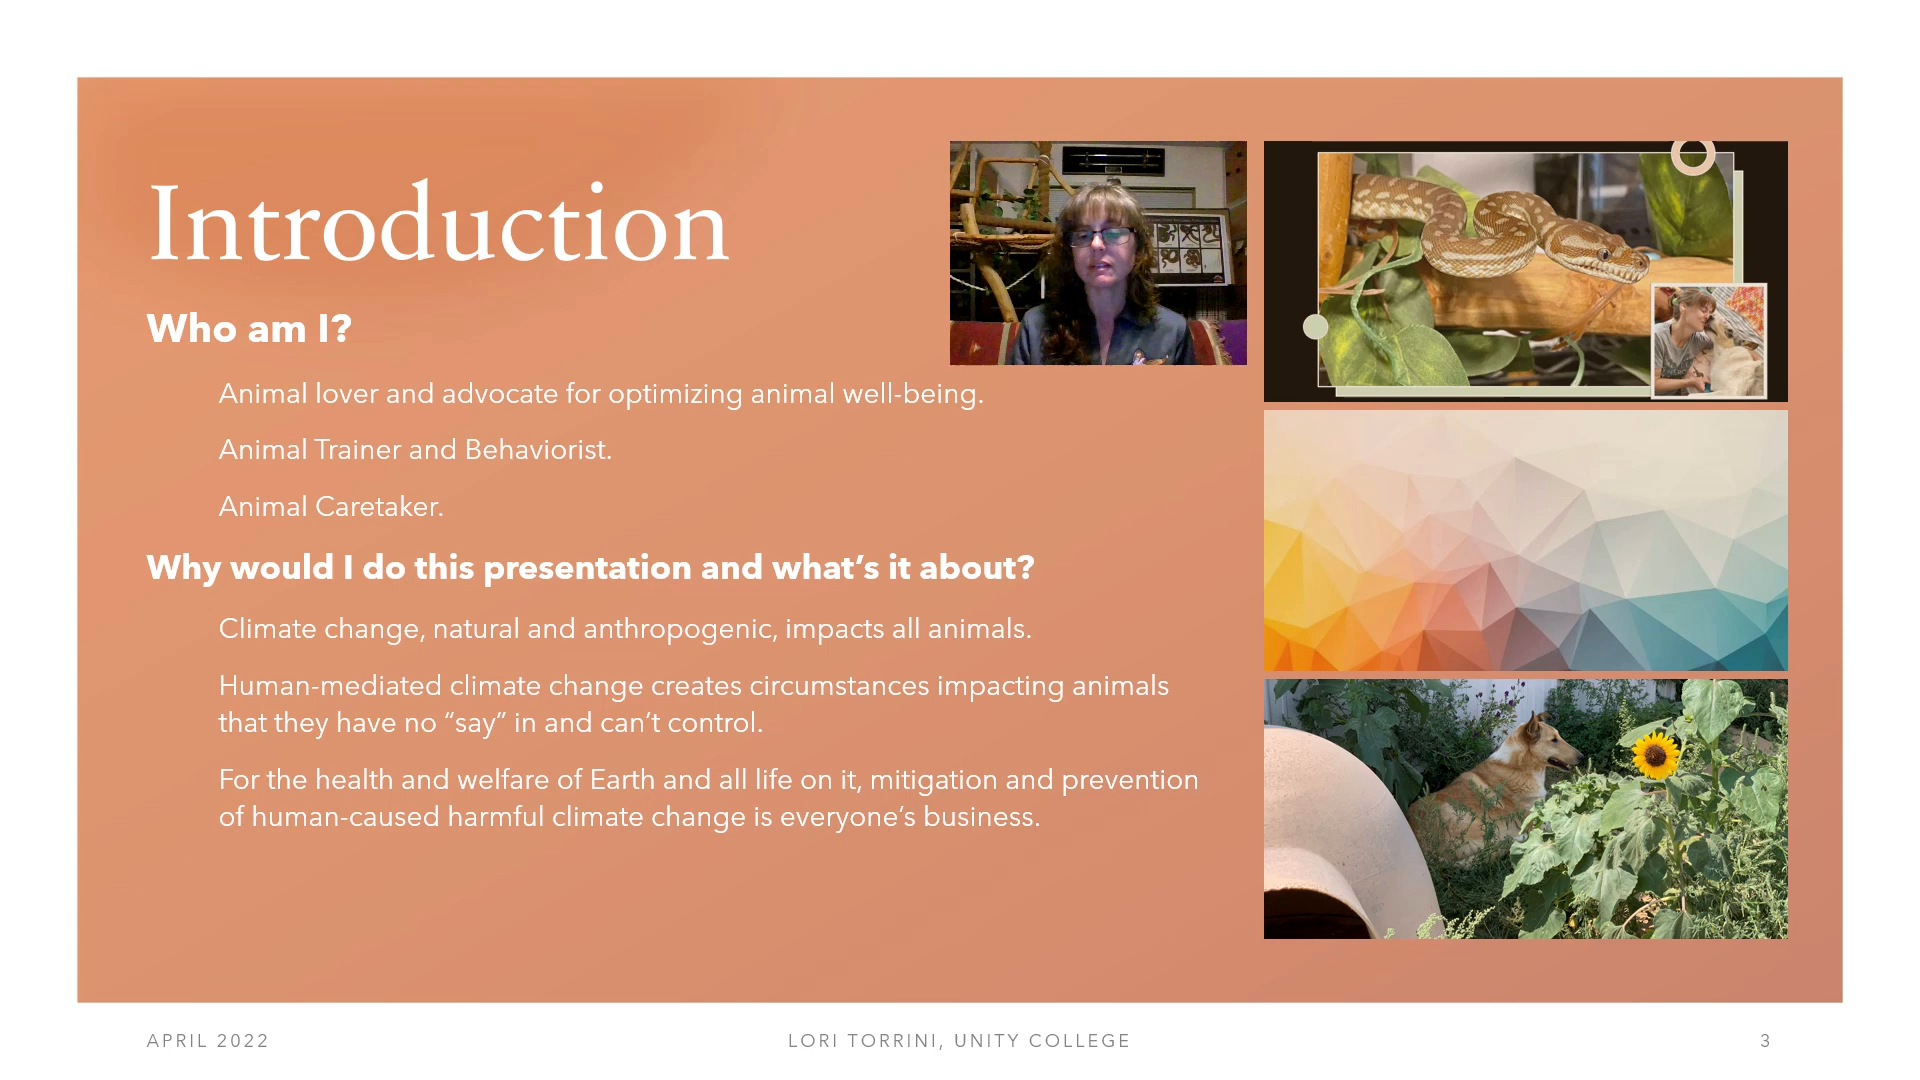 Introduction
Who am I?
Animal lover and advocate for optimizing animal well-being.
Animal Trainer and Behaviorist.
Animal Caretaker.
Why would I do this presentation and what’s it about?
Climate change, natural and anthropogenic, impacts all animals.
Human-mediated climate change creates circumstances impacting animals
that they have no “say” in and can’t control.
For the health and welfare of Earth and all life on it, mitigation and prevention
of human-caused harmful climate change is everyone’s business.
APRIL 2022
LORI TORRINI, UNITY COLLEGE
3